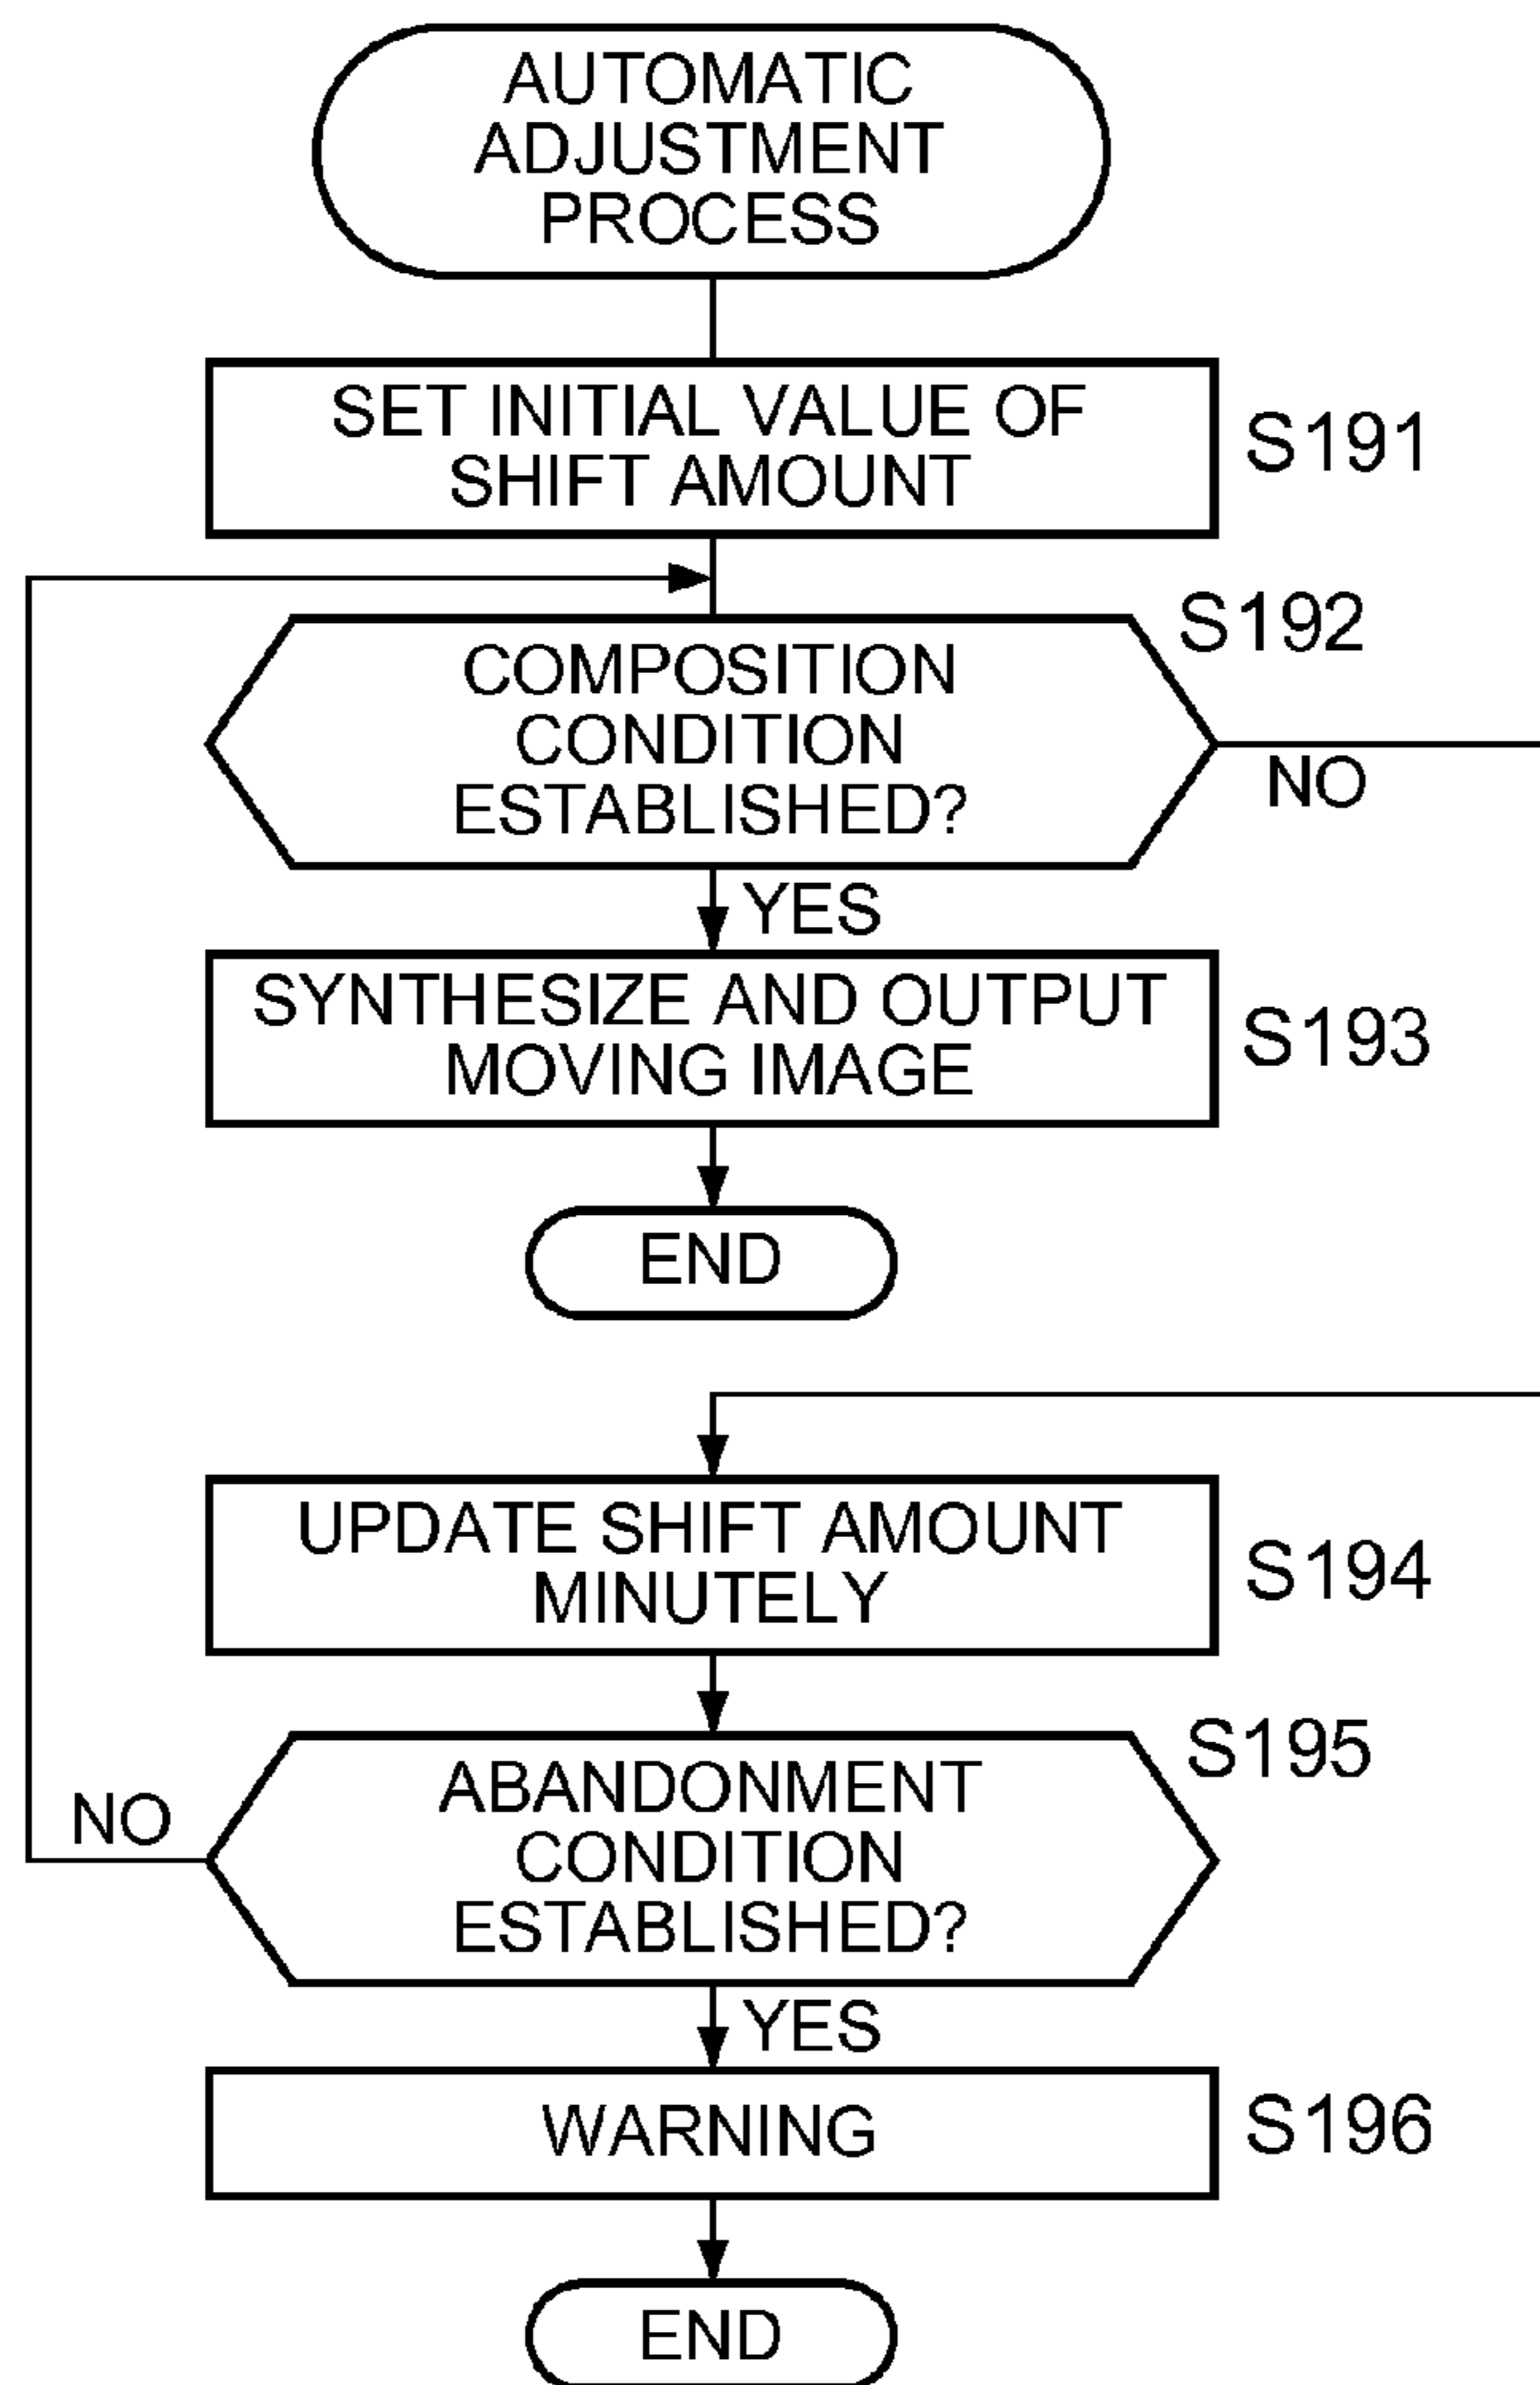 AUTOMATIC
ADJUSTMENT
PROCESS
SET INITIAL VALUE OF
SHIFT AMOUNT
S191
S192
COMPOSITION
CONDITION
ESTABLISHED?
NO
YES
SYNTHESIZE AND OUTPUT
MOVING IMAGE
S193
END
UPDATE SHIFT AMOUNT
MINUTELY
S194
S195
ABANDONMENT
CONDITION
ESTABLISHED?
NO
YES
WARNING
S196
END